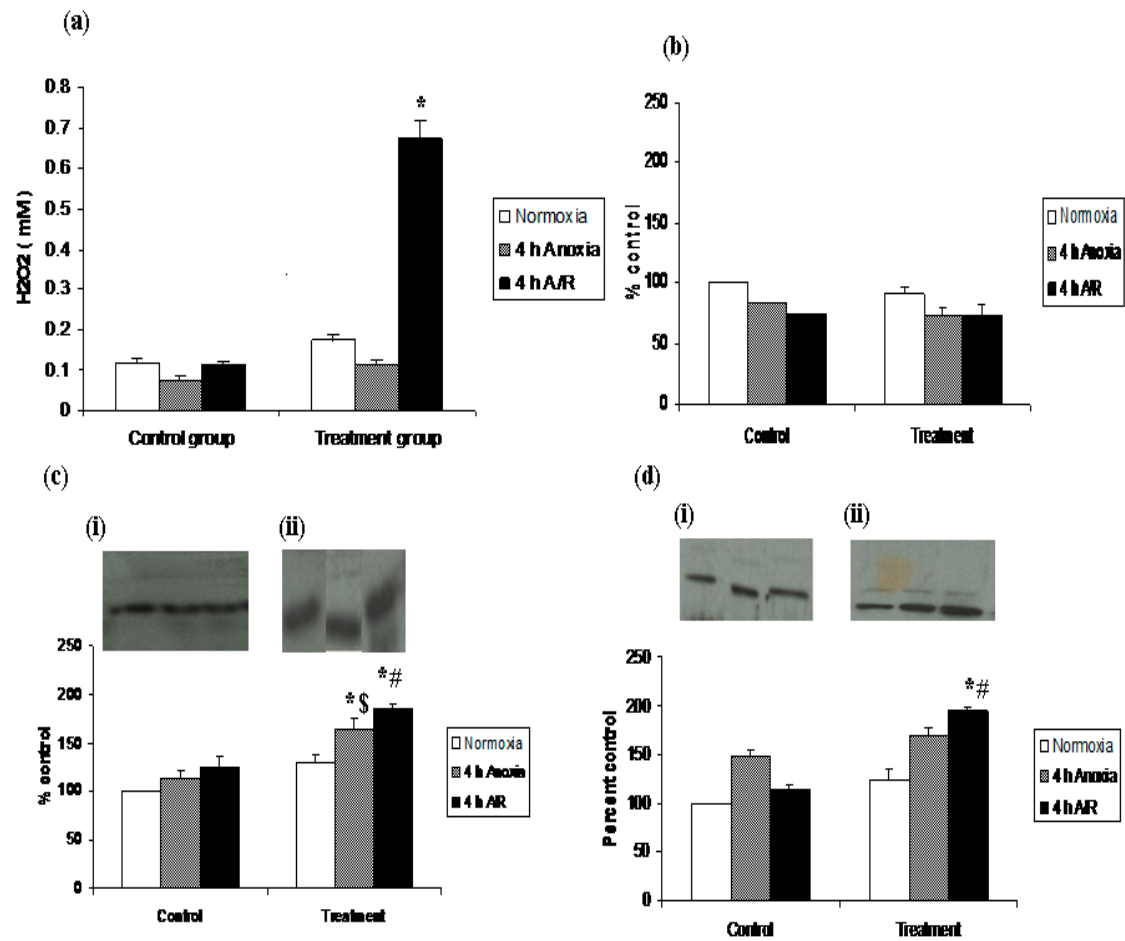 (a)
0.8
0.7
0.6
0.5
0.4
0.3
0.2
0.1
0
H2O2 ( mM)
*
Control group
Treatment group
Normoxia
4 h Anoxia
4 h A/R
(b)
250
200
150
100
50
0
% control
Control
Treatment
Normoxia
4 h Anoxia
4 h A/R
(c)
(i)
(ii)
250
200
150
100
50
0
% control
*$
*#
Control
Treatment
Normoxia
4 h Anoxia
4 h A/R
(d)
(i)
(ii)
250
200
150
100
50
0
Percent control
*#
Control
Treatment
Normoxia
4 h Anoxia
4 h A/R